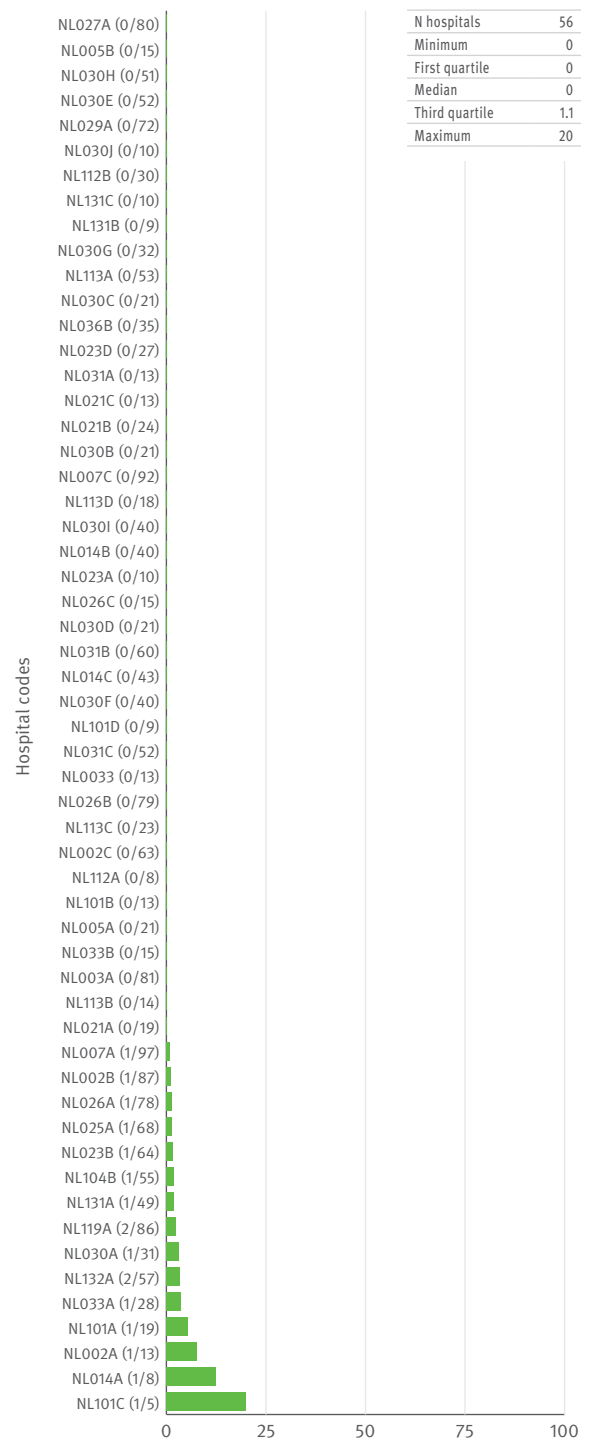 N hospitals 56
Minimum 0
First quartile 0
Median 0
Third quartile 1.1
Maximum 20
Hospital codes
NL027A (0/80)
NL005B (0/15)
NL030H (0/51)
NL030E (0/52)
NL029A (0/72)
NL030J (0/10)
NL112B (0/30)
NL131C (0/10)
NL131B (0/9)
NL030G (0/32)
NL113A (0/53)
NL030C (0/21)
NL036B (0/35)
NL023D (0/27)
NL031A (0/13)
NL021C (0/13)
NL021B (0/24)
NL030B (0/21)
NL007C (0/92)
NL113D (0/18)
NL030I (0/40)
NL014B (0/40)
NL023A (0/10)
NL026C (0/15)
NL030D (0/21)
NL031B (0/60)
NL014C (0/43)
NL030F (0/40)
NL101D (0/9)
NL031C (0/52)
NL0033 (0/13)
NL026B (0/79)
NL113C (0/23)
NL002C (0/63)
NL112A (0/8)
NL101B (0/13)
NL005A (0/21)
NL033B (0/15)
NL003A (0/81)
NL113B (0/14)
NL021A (0/19)
NL007A (1/97)
NL002B (1/87)
NL026A (1/78)
NL025A (1/68)
NL023B (1/64)
NL104B (1/55)
NL131A (1/49)
NL119A (2/86)
NL030A (1/31)
NL132A (2/57)
NL033A (1/28)
NL101A (1/19)
NL002A (1/13)
NL014A (1/8)
NL101C (1/5)
0 25 50 75 100